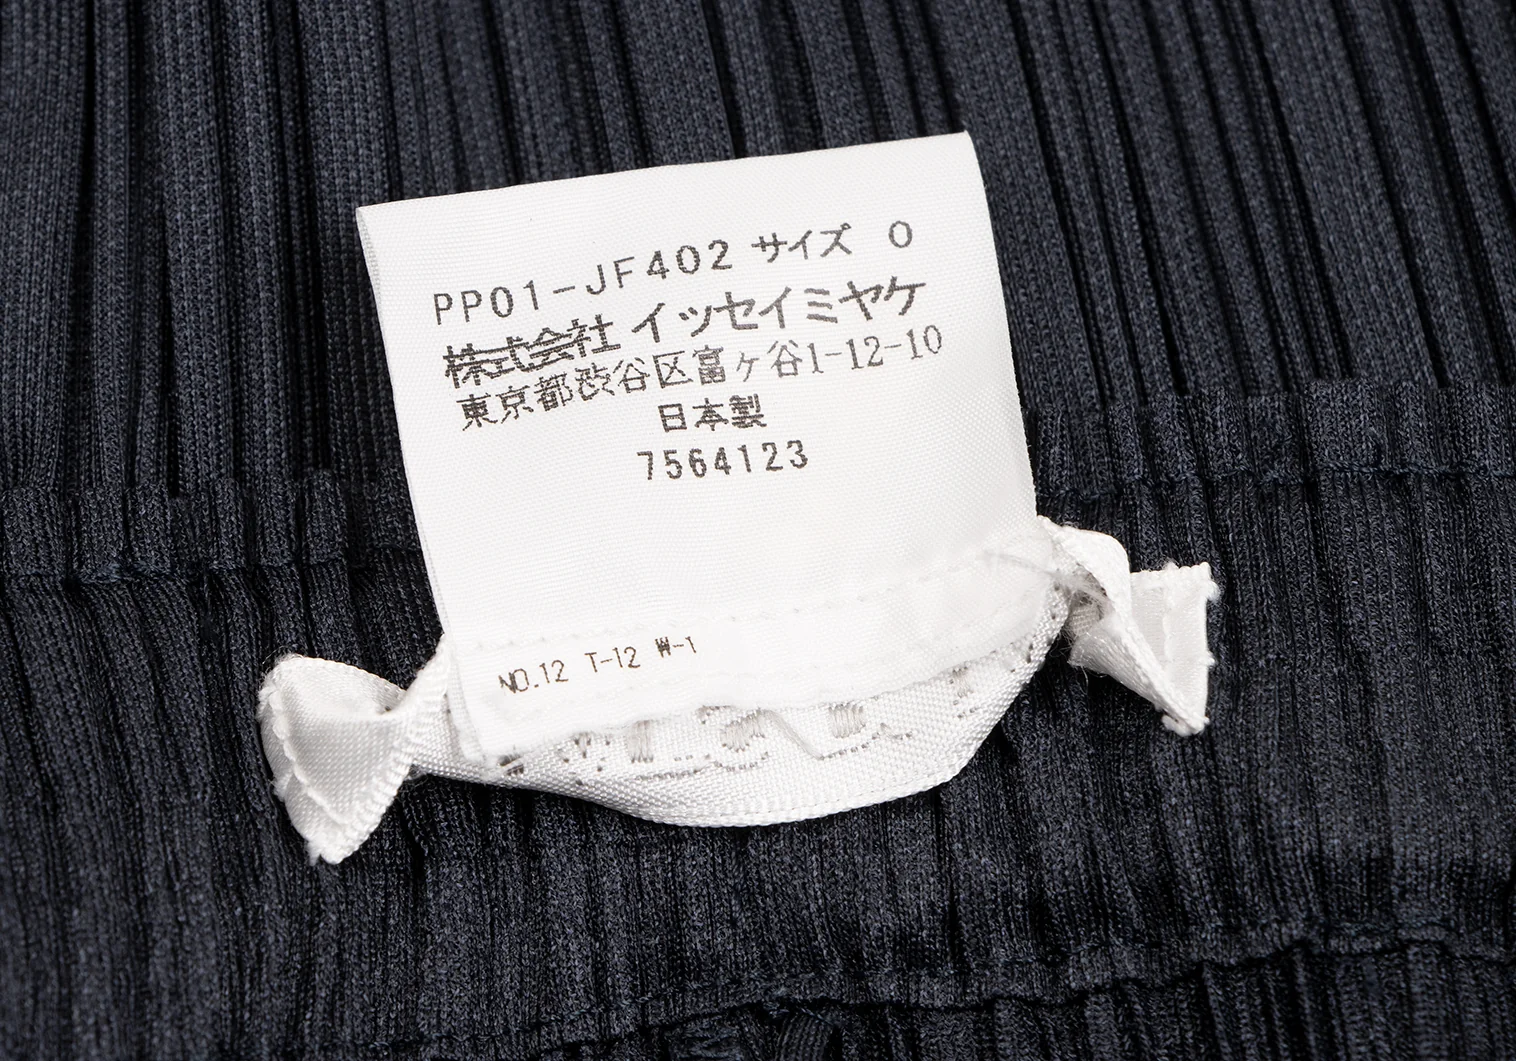 PP01-JF402 サイズ 0
株式会社 イッセイミヤケ
東京都渋谷区富ヶ谷1-12-10
日本製
7564123
NO.12 T-12 W-1